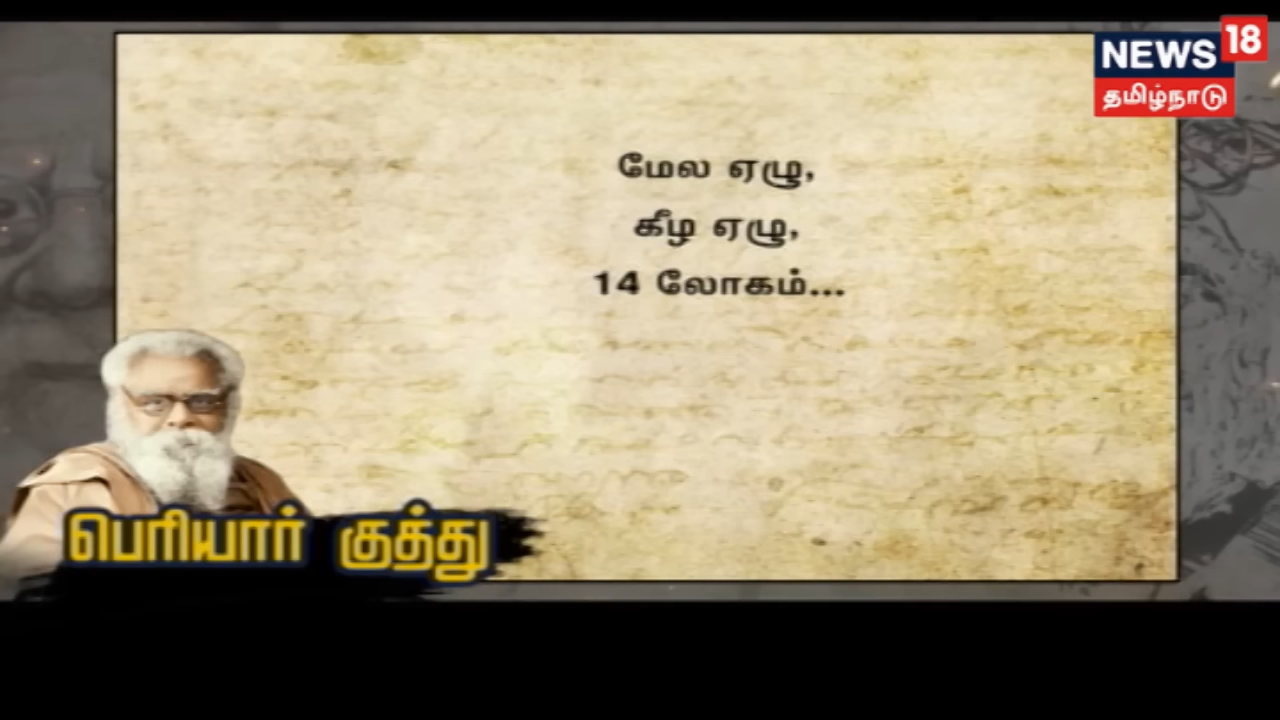 NEWS 18
தமிழ்நாடு
மேல ஏழு,
கீழ ஏழு,
14 லோகம்...
பெரியார் குத்து